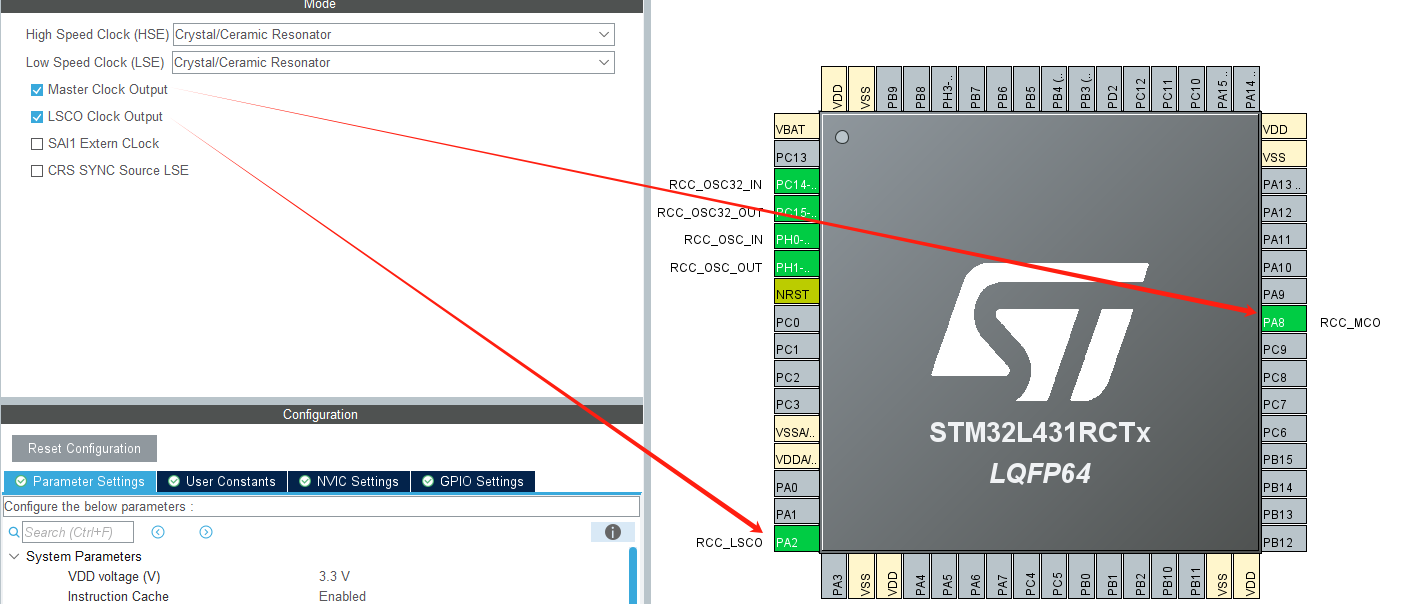 Mode
High Speed Clock (HSE) Crystal/Ceramic Resonator
Low Speed Clock (LSE) Crystal/Ceramic Resonator
Master Clock Output
LSCO Clock Output
SAI1 Extern CLock
CRS SYNC Source LSE
Configuration
Reset Configuration
Parameter Settings User Constants NVIC Settings GPIO Settings
Configure the below parameters :
Search (Ctrl+F)
System Parameters
VDD voltage (V) 3.3 V
Instruction Cache Enabled
VDD VSS PB9 PB8 PH3-.. PB7 PB6 PB5 PB4 (.. PB3 (.. PD2 PC12 PC11 PC10 PA15 .. PA14 ..
VBAT
PC13
RCC_OSC32_IN PC14-..
RCC_OSC32_OUT PC15-..
RCC_OSC_IN PH0-..
RCC_OSC_OUT PH1-..
NRST
PC0
PC1
PC2
PC3
VSSA/..
VDDA/..
PA0
PA1
RCC_LSCO PA2
STM32L431RCTx
LQFP64
VDD
VSS
PA13 ..
PA12
PA11
PA10
PA9
PA8 RCC_MCO
PC9
PC8
PC7
PC6
PB15
PB14
PB13
PB12
PA3 VSS VDD PA4 PA5 PA6 PA7 PC4 PC5 PB0 PB1 PB2 PB10 PB11 VSS VDD